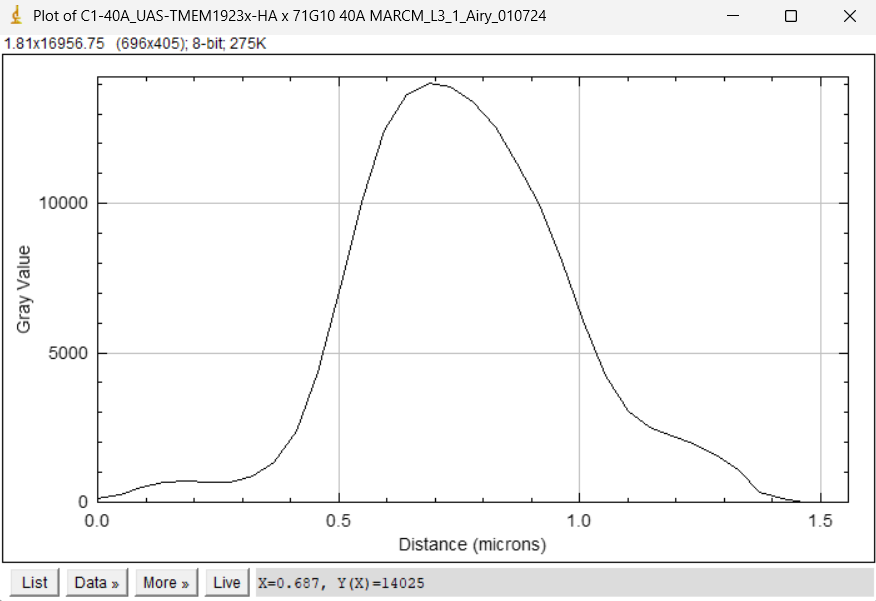 Plot of C1-40A_UAS-TMEM1923x-HA x 71G10 40A MARCM_L3_1_Airy_010724
1.81x16956.75 (696x405); 8-bit; 275K
10000
5000
0
Gray Value
0.0 0.5 1.0 1.5
Distance (microns)
List Data » More » Live X=0.687, Y(X)=14025